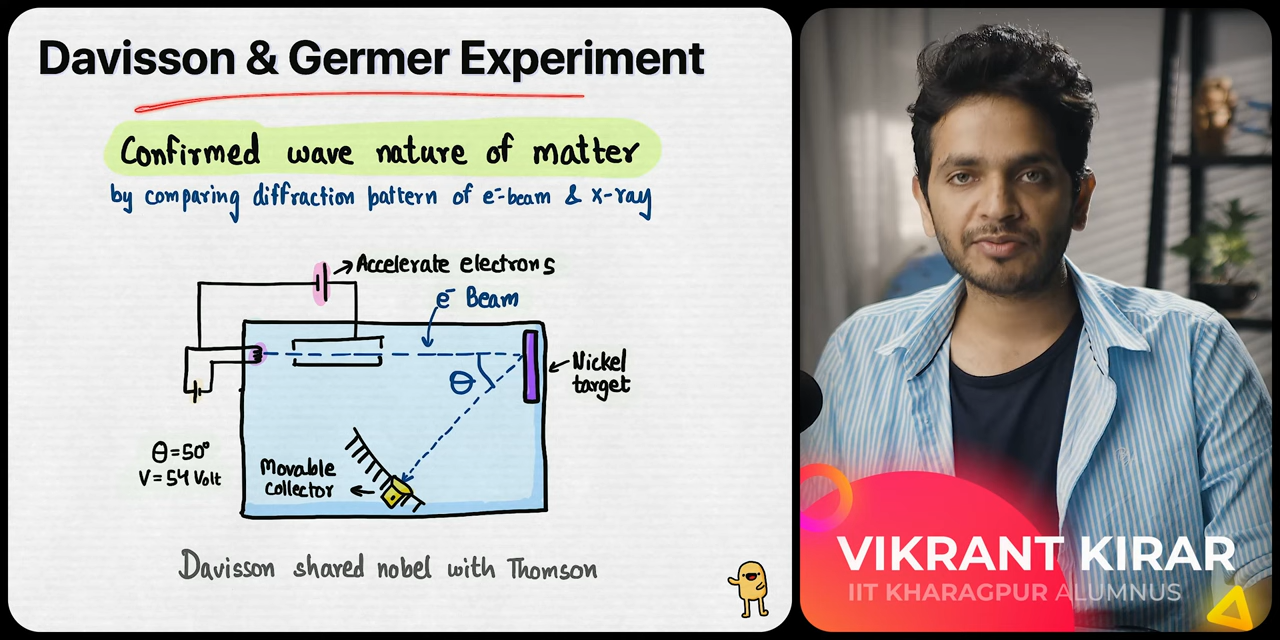 Davisson & Germer Experiment
Confirmed wave nature of matter
by comparing diffraction pattern of e⁻-beam & x-ray
Accelerate electrons
e⁻ Beam
θ
Nickel
target
θ=50°
V=54 Volt
Movable
collector
Davisson shared nobel with Thomson
VIKRANT KIRAR
IIT KHARAGPUR ALUMNUS